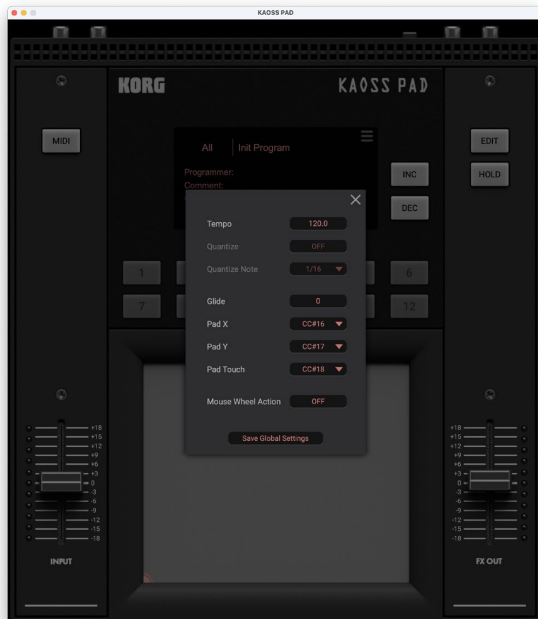 KAOSS PAD
KORG
KAOSS PAD
MIDI
EDIT
All Init Program
INC
HOLD
Programmer:
Comment:
DEC
Tempo 120.0
Quantize OFF
Quantize Note 1/16
1
6
7
12
Glide 0
Pad X CC#16
Pad Y CC#17
Pad Touch CC#18
Mouse Wheel Action OFF
Save Global Settings
+18
+15
+12
+9
+6
+3
0
-3
-6
-9
-12
-15
-18
INPUT
+18
+15
+12
+9
+6
+3
0
-3
-6
-9
-12
-15
-18
FX OUT